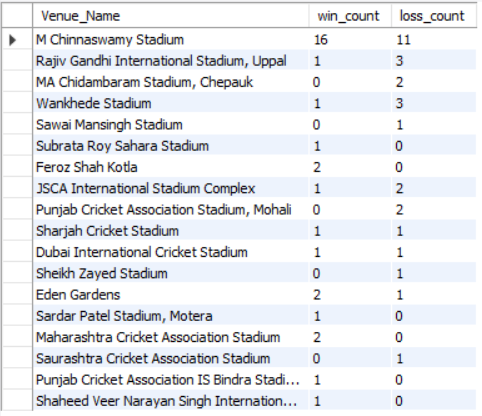 Venue_Name win_count loss_count
M Chinnaswamy Stadium 16 11
Rajiv Gandhi International Stadium, Uppal 1 3
MA Chidambaram Stadium, Chepauk 0 2
Wankhede Stadium 1 3
Sawai Mansingh Stadium 0 1
Subrata Roy Sahara Stadium 1 0
Feroz Shah Kotla 2 0
JSCA International Stadium Complex 1 2
Punjab Cricket Association Stadium, Mohali 0 2
Sharjah Cricket Stadium 1 1
Dubai International Cricket Stadium 1 1
Sheikh Zayed Stadium 0 1
Eden Gardens 2 1
Sardar Patel Stadium, Motera 1 0
Maharashtra Cricket Association Stadium 2 0
Saurashtra Cricket Association Stadium 0 1
Punjab Cricket Association IS Bindra Stadi... 1 0
Shaheed Veer Narayan Singh Internation... 1 0